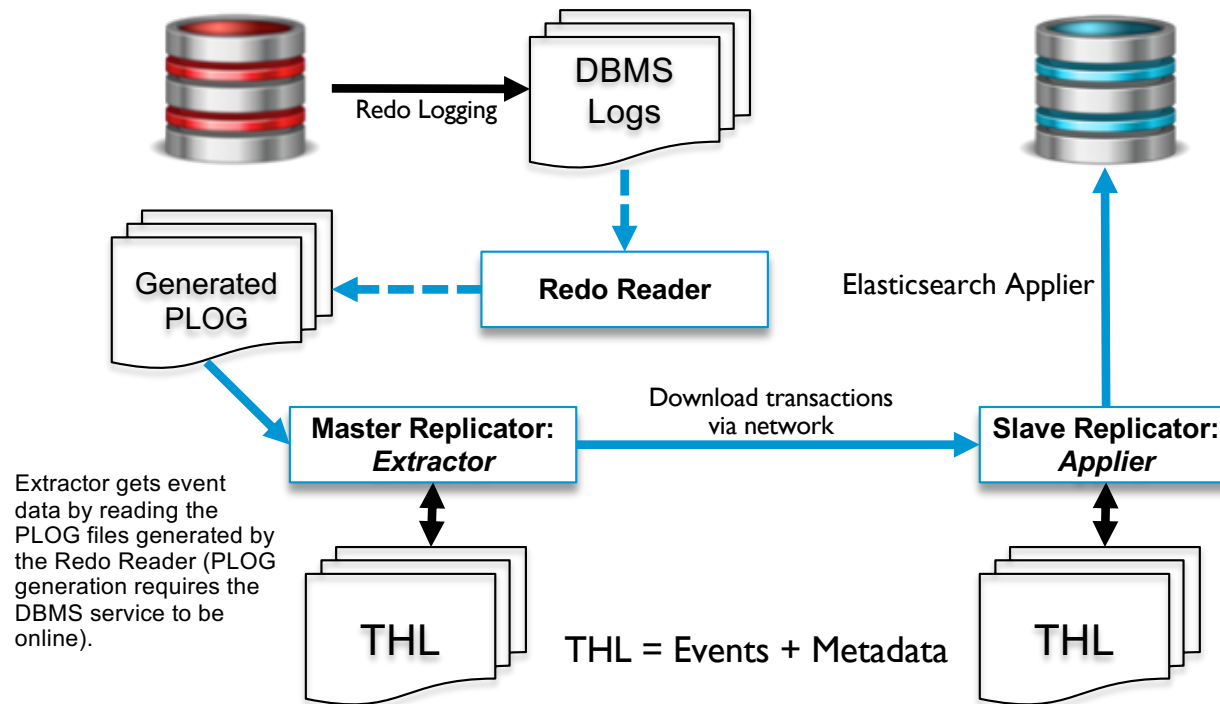 DBMS
Logs
Redo Logging
Generated
PLOG
Redo Reader
Elasticsearch Applier
Download transactions
via network
Master Replicator:
Extractor
Slave Replicator:
Applier
Extractor gets event
data by reading the
PLOG files generated by
the Redo Reader (PLOG
generation requires the
DBMS service to be
online).
THL
THL = Events + Metadata
THL